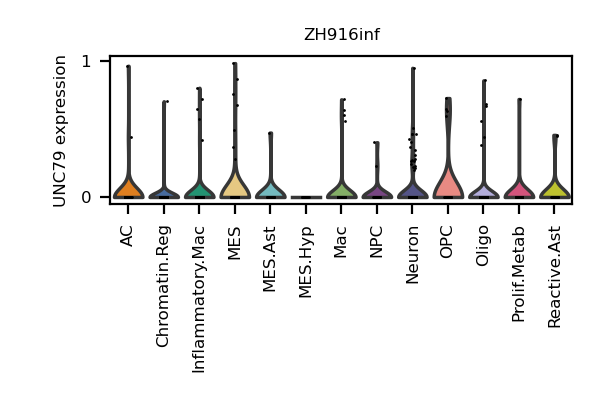 ZH916inf
UNC79 expression
1
0
AC
Chromatin.Reg
Inflammatory.Mac
MES
MES.Ast
MES.Hyp
Mac
NPC
Neuron
OPC
Oligo
Prolif.Metab
Reactive.Ast